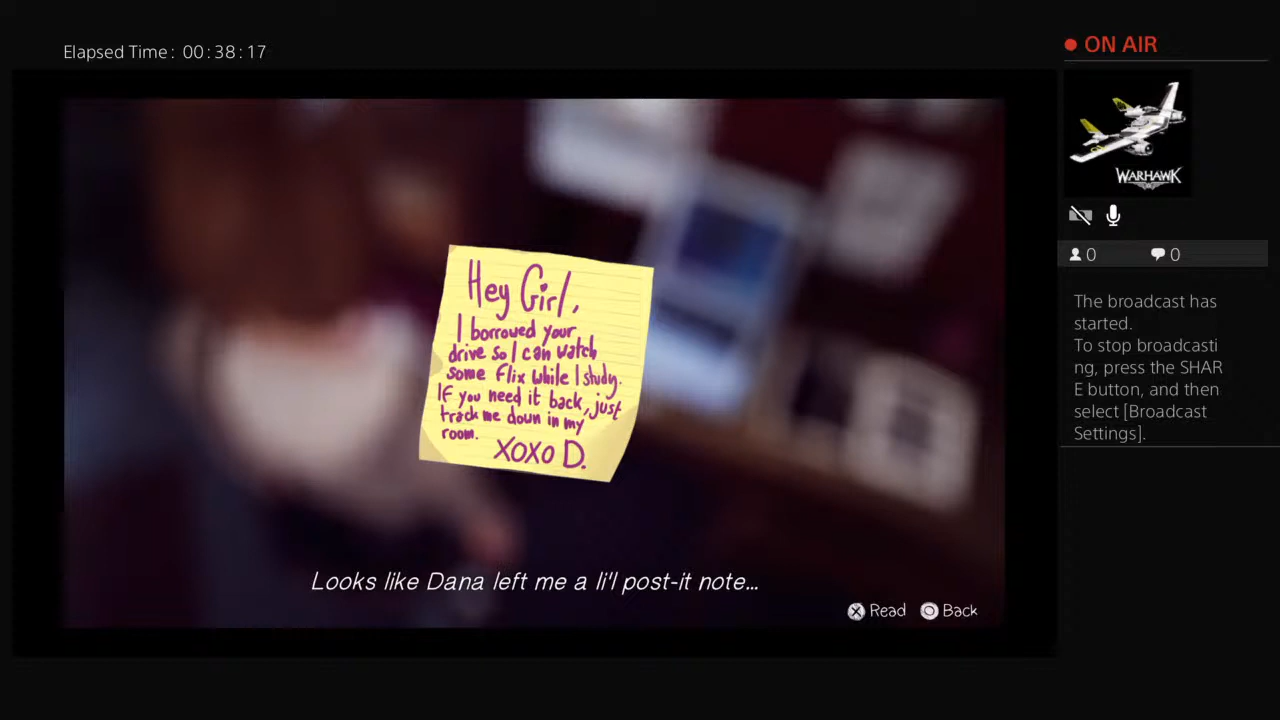 Elapsed Time: 00:38:17
ON AIR
WARHAWK
0 0
The broadcast has
started.
To stop broadcasti
ng, press the SHAR
E button, and then
select [Broadcast
Settings].
Hey Girl,
I borrowed your
drive so I can watch
some flix while I study.
If you need it back, just
track me down in my
room.
XOXO D.
Looks like Dana left me a li'l post-it note...
Read Back